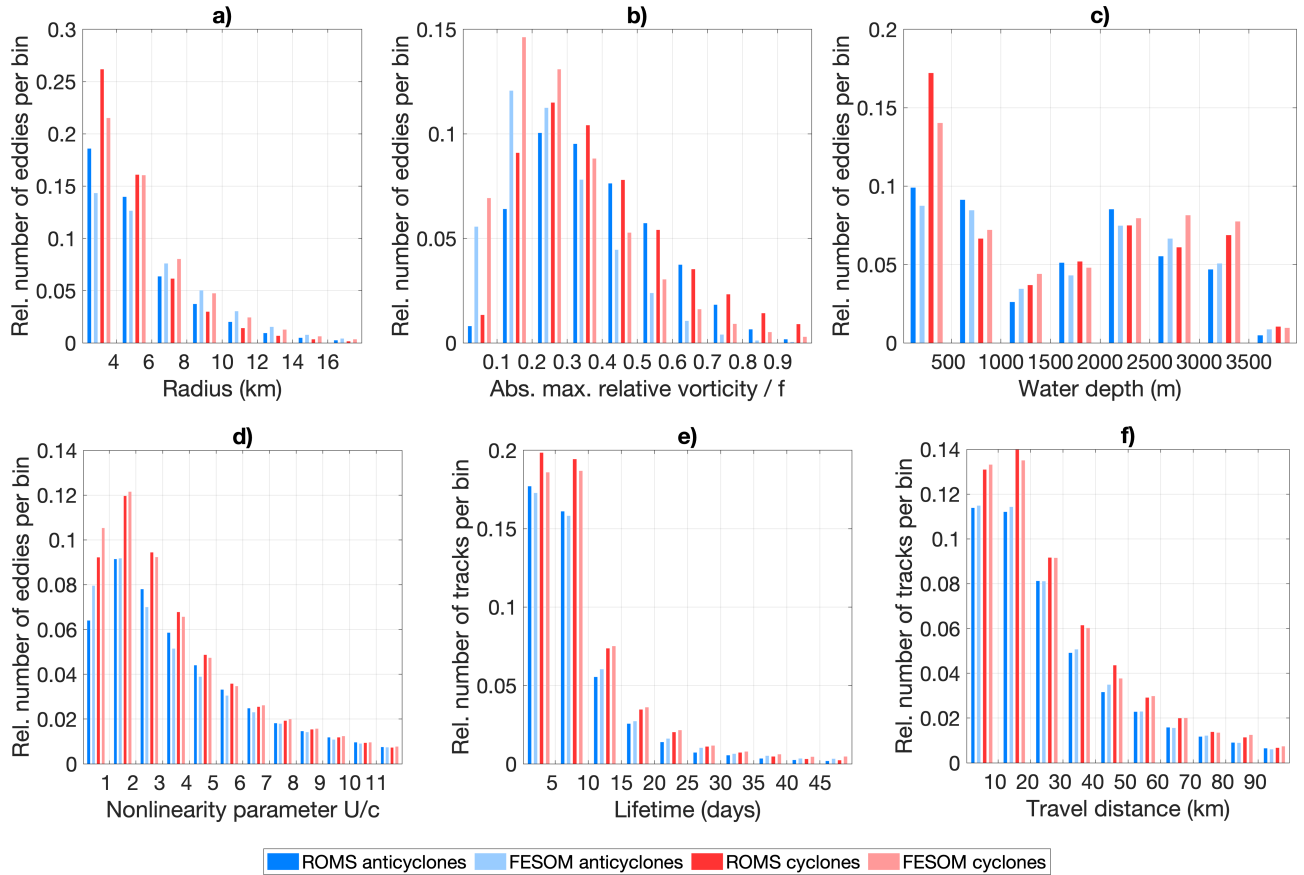 a)
0.3
0.25
0.2
0.15
0.1
0.05
0
Rel. number of eddies per bin
4 6 8 10 12 14 16
Radius (km)
b)
0.15
0.1
0.05
0
Rel. number of eddies per bin
0.1 0.2 0.3 0.4 0.5 0.6 0.7 0.8 0.9
Abs. max. relative vorticity / f
c)
0.2
0.15
0.1
0.05
0
Rel. number of eddies per bin
500 1000 1500 2000 2500 3000 3500
Water depth (m)
d)
0.14
0.12
0.1
0.08
0.06
0.04
0.02
0
Rel. number of eddies per bin
1 2 3 4 5 6 7 8 9 10 11
Nonlinearity parameter U/c
e)
0.2
0.15
0.1
0.05
0
Rel. number of tracks per bin
5 10 15 20 25 30 35 40 45
Lifetime (days)
f)
0.14
0.12
0.1
0.08
0.06
0.04
0.02
0
Rel. number of tracks per bin
10 20 30 40 50 60 70 80 90
Travel distance (km)
ROMS anticyclones FESOM anticyclones ROMS cyclones FESOM cyclones